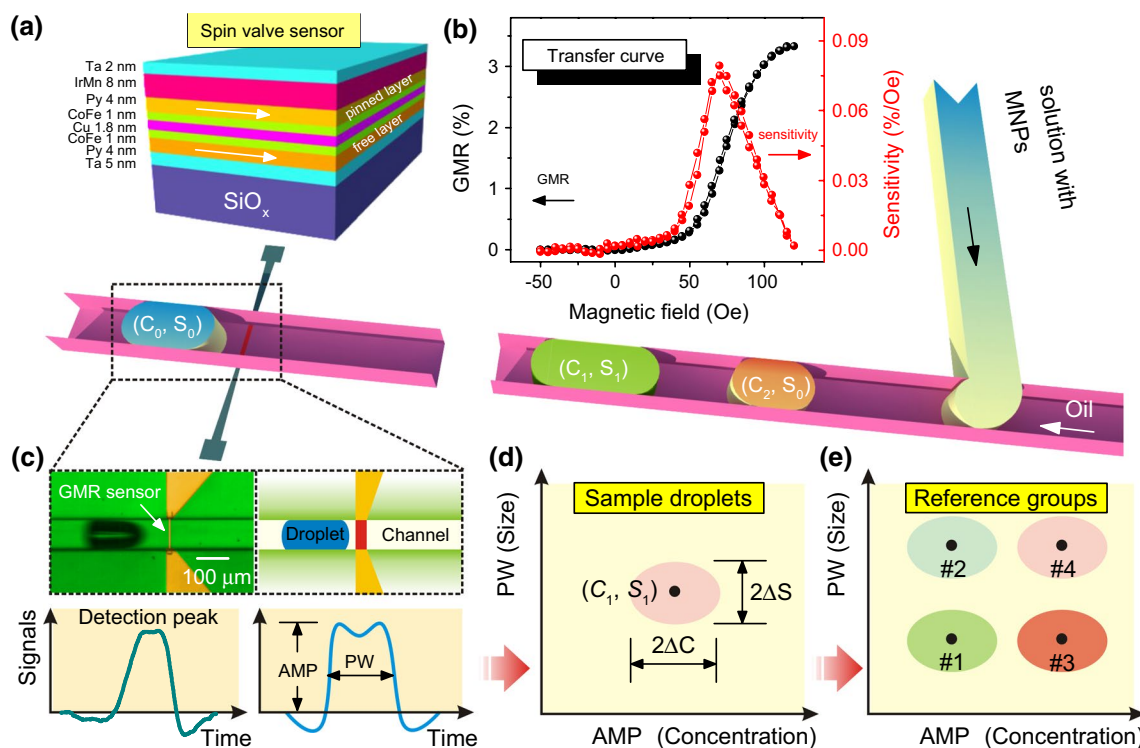 (a)
Spin valve sensor
Ta 2 nm
IrMn 8 nm
Py 4 nm
CoFe 1 nm
Cu 1.8 nm
CoFe 1 nm
Py 4 nm
Ta 5 nm
pinned layer
free layer
SiOₓ
(C₀, S₀)
(b)
Transfer curve
GMR (%)
3
2
1
0
GMR
sensitivity
0.09
0.06
0.03
0.00
Sensitivity (%/Oe)
-50
0
50
100
Magnetic field (Oe)
solution with
MNPs
(C₁, S₁)
(C₂, S₀)
Oil
(c)
GMR sensor
100 μm
Droplet
Channel
Signals
Detection peak
Time
AMP
PW
Time
(d)
PW (Size)
Sample droplets
(C₁, S₁)
2ΔS
2ΔC
AMP (Concentration)
(e)
PW (Size)
Reference groups
#2
#4
#1
#3
AMP (Concentration)